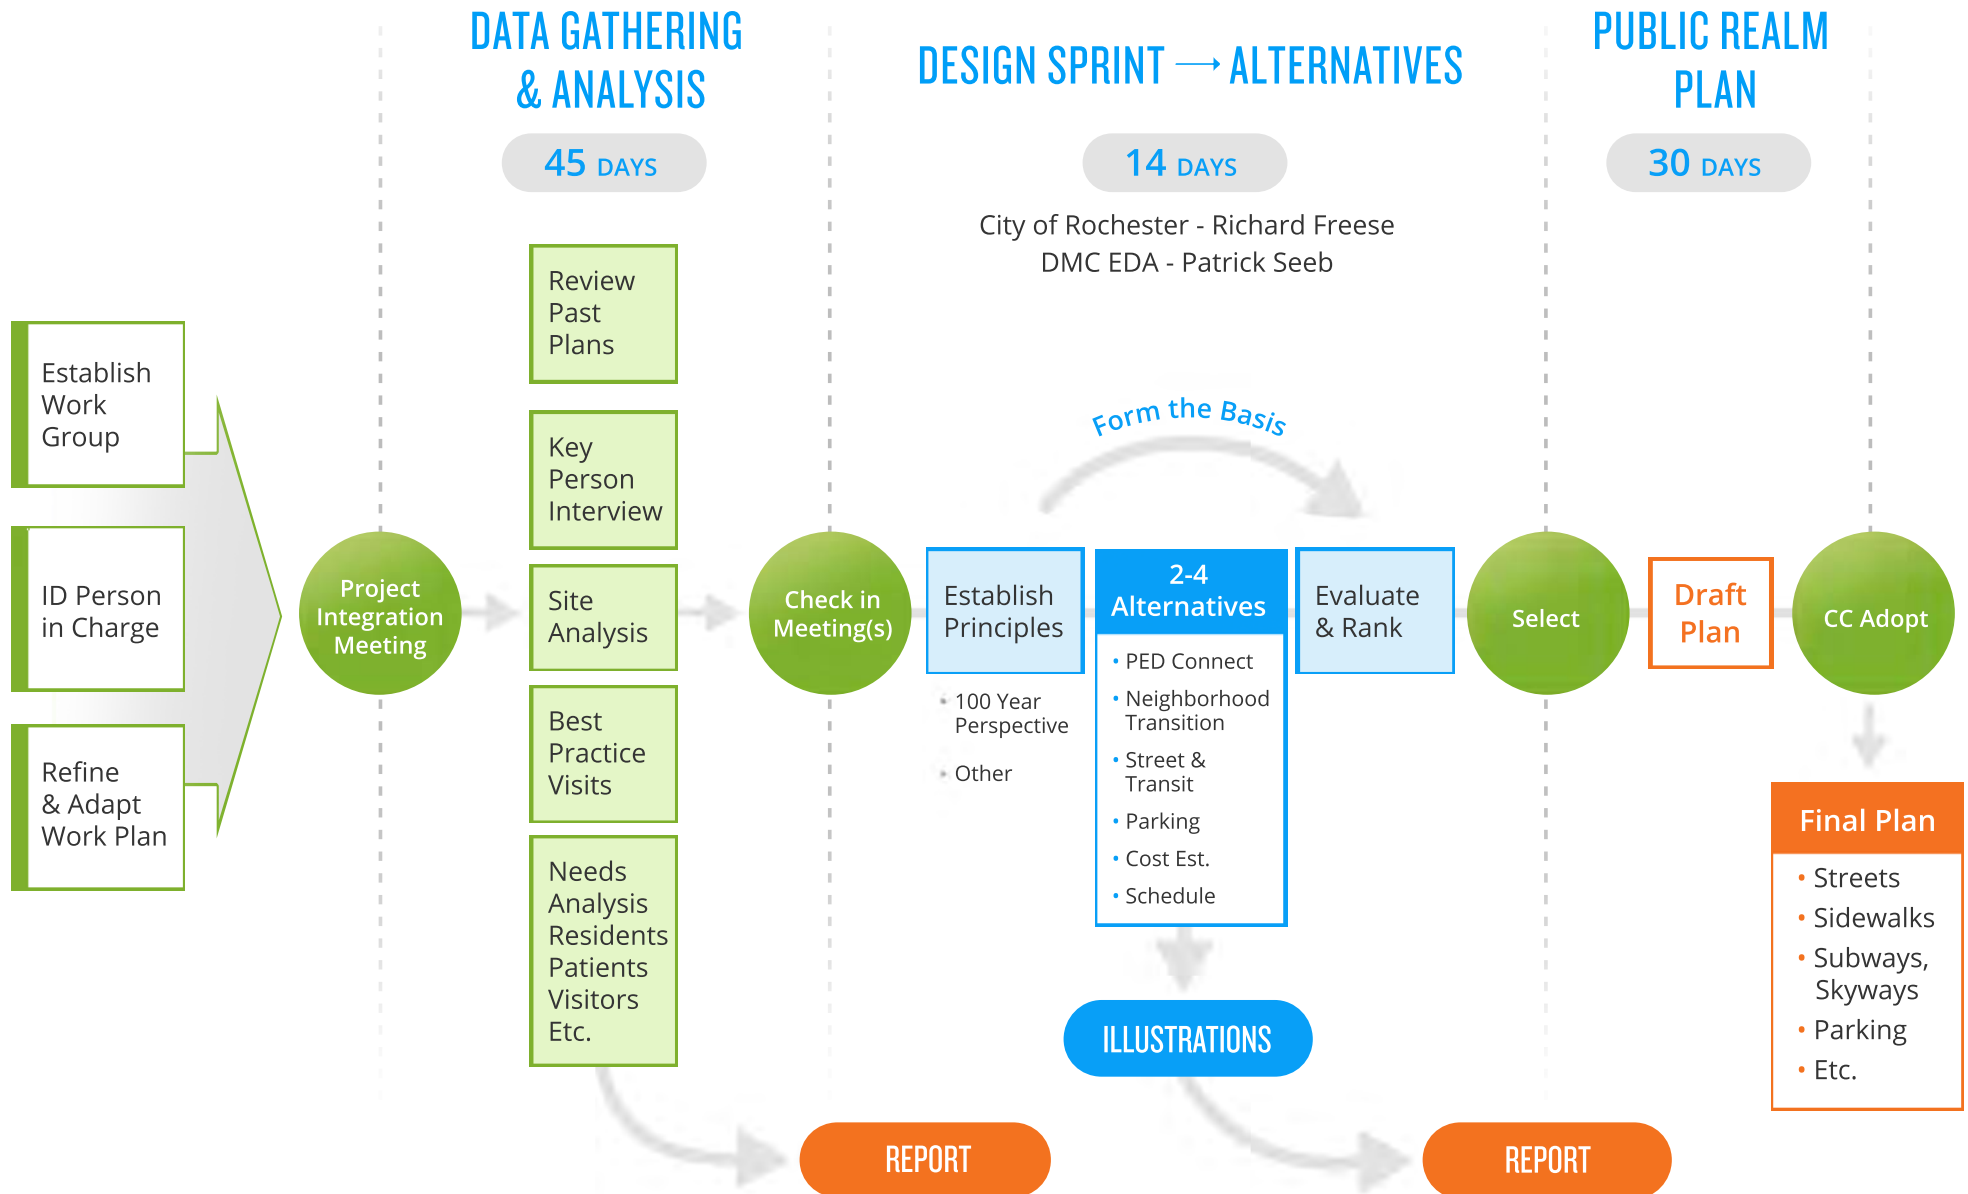 DATA GATHERING
& ANALYSIS
45 DAYS
DESIGN SPRINT → ALTERNATIVES
14 DAYS
City of Rochester - Richard Freese
DMC EDA - Patrick Seeb
PUBLIC REALM
PLAN
30 DAYS
Establish
Work
Group
ID Person
in Charge
Refine
& Adapt
Work Plan
Project
Integration
Meeting
Review
Past
Plans
Key
Person
Interview
Site
Analysis
Best
Practice
Visits
Needs
Analysis
Residents
Patients
Visitors
Etc.
REPORT
Check in
Meeting(s)
Form the Basis
Establish
Principles
• 100 Year
Perspective
• Other
2-4
Alternatives
• PED Connect
• Neighborhood
Transition
• Street &
Transit
• Parking
• Cost Est.
• Schedule
ILLUSTRATIONS
REPORT
Evaluate
& Rank
Select
Draft
Plan
CC Adopt
Final Plan
• Streets
• Sidewalks
• Subways,
Skyways
• Parking
• Etc.